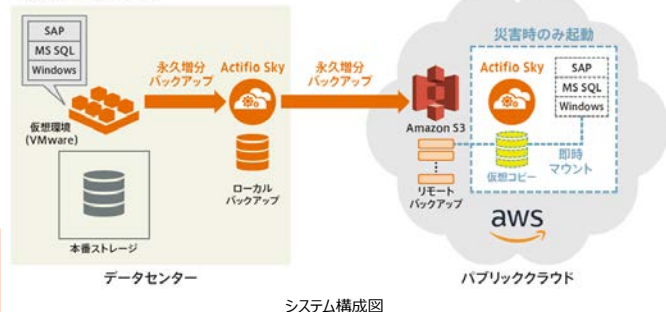 SAP
MS SQL
Windows
仮想環境
(VMware)
永久増分
バックアップ
Actifio Sky
永久増分
バックアップ
ローカル
バックアップ
本番ストレージ
データセンター
災害時のみ起動
Amazon S3
Actifio Sky
SAP
MS SQL
Windows
リモート
バックアップ
仮想コピー
即時
マウント
aws
パブリッククラウド
システム構成図